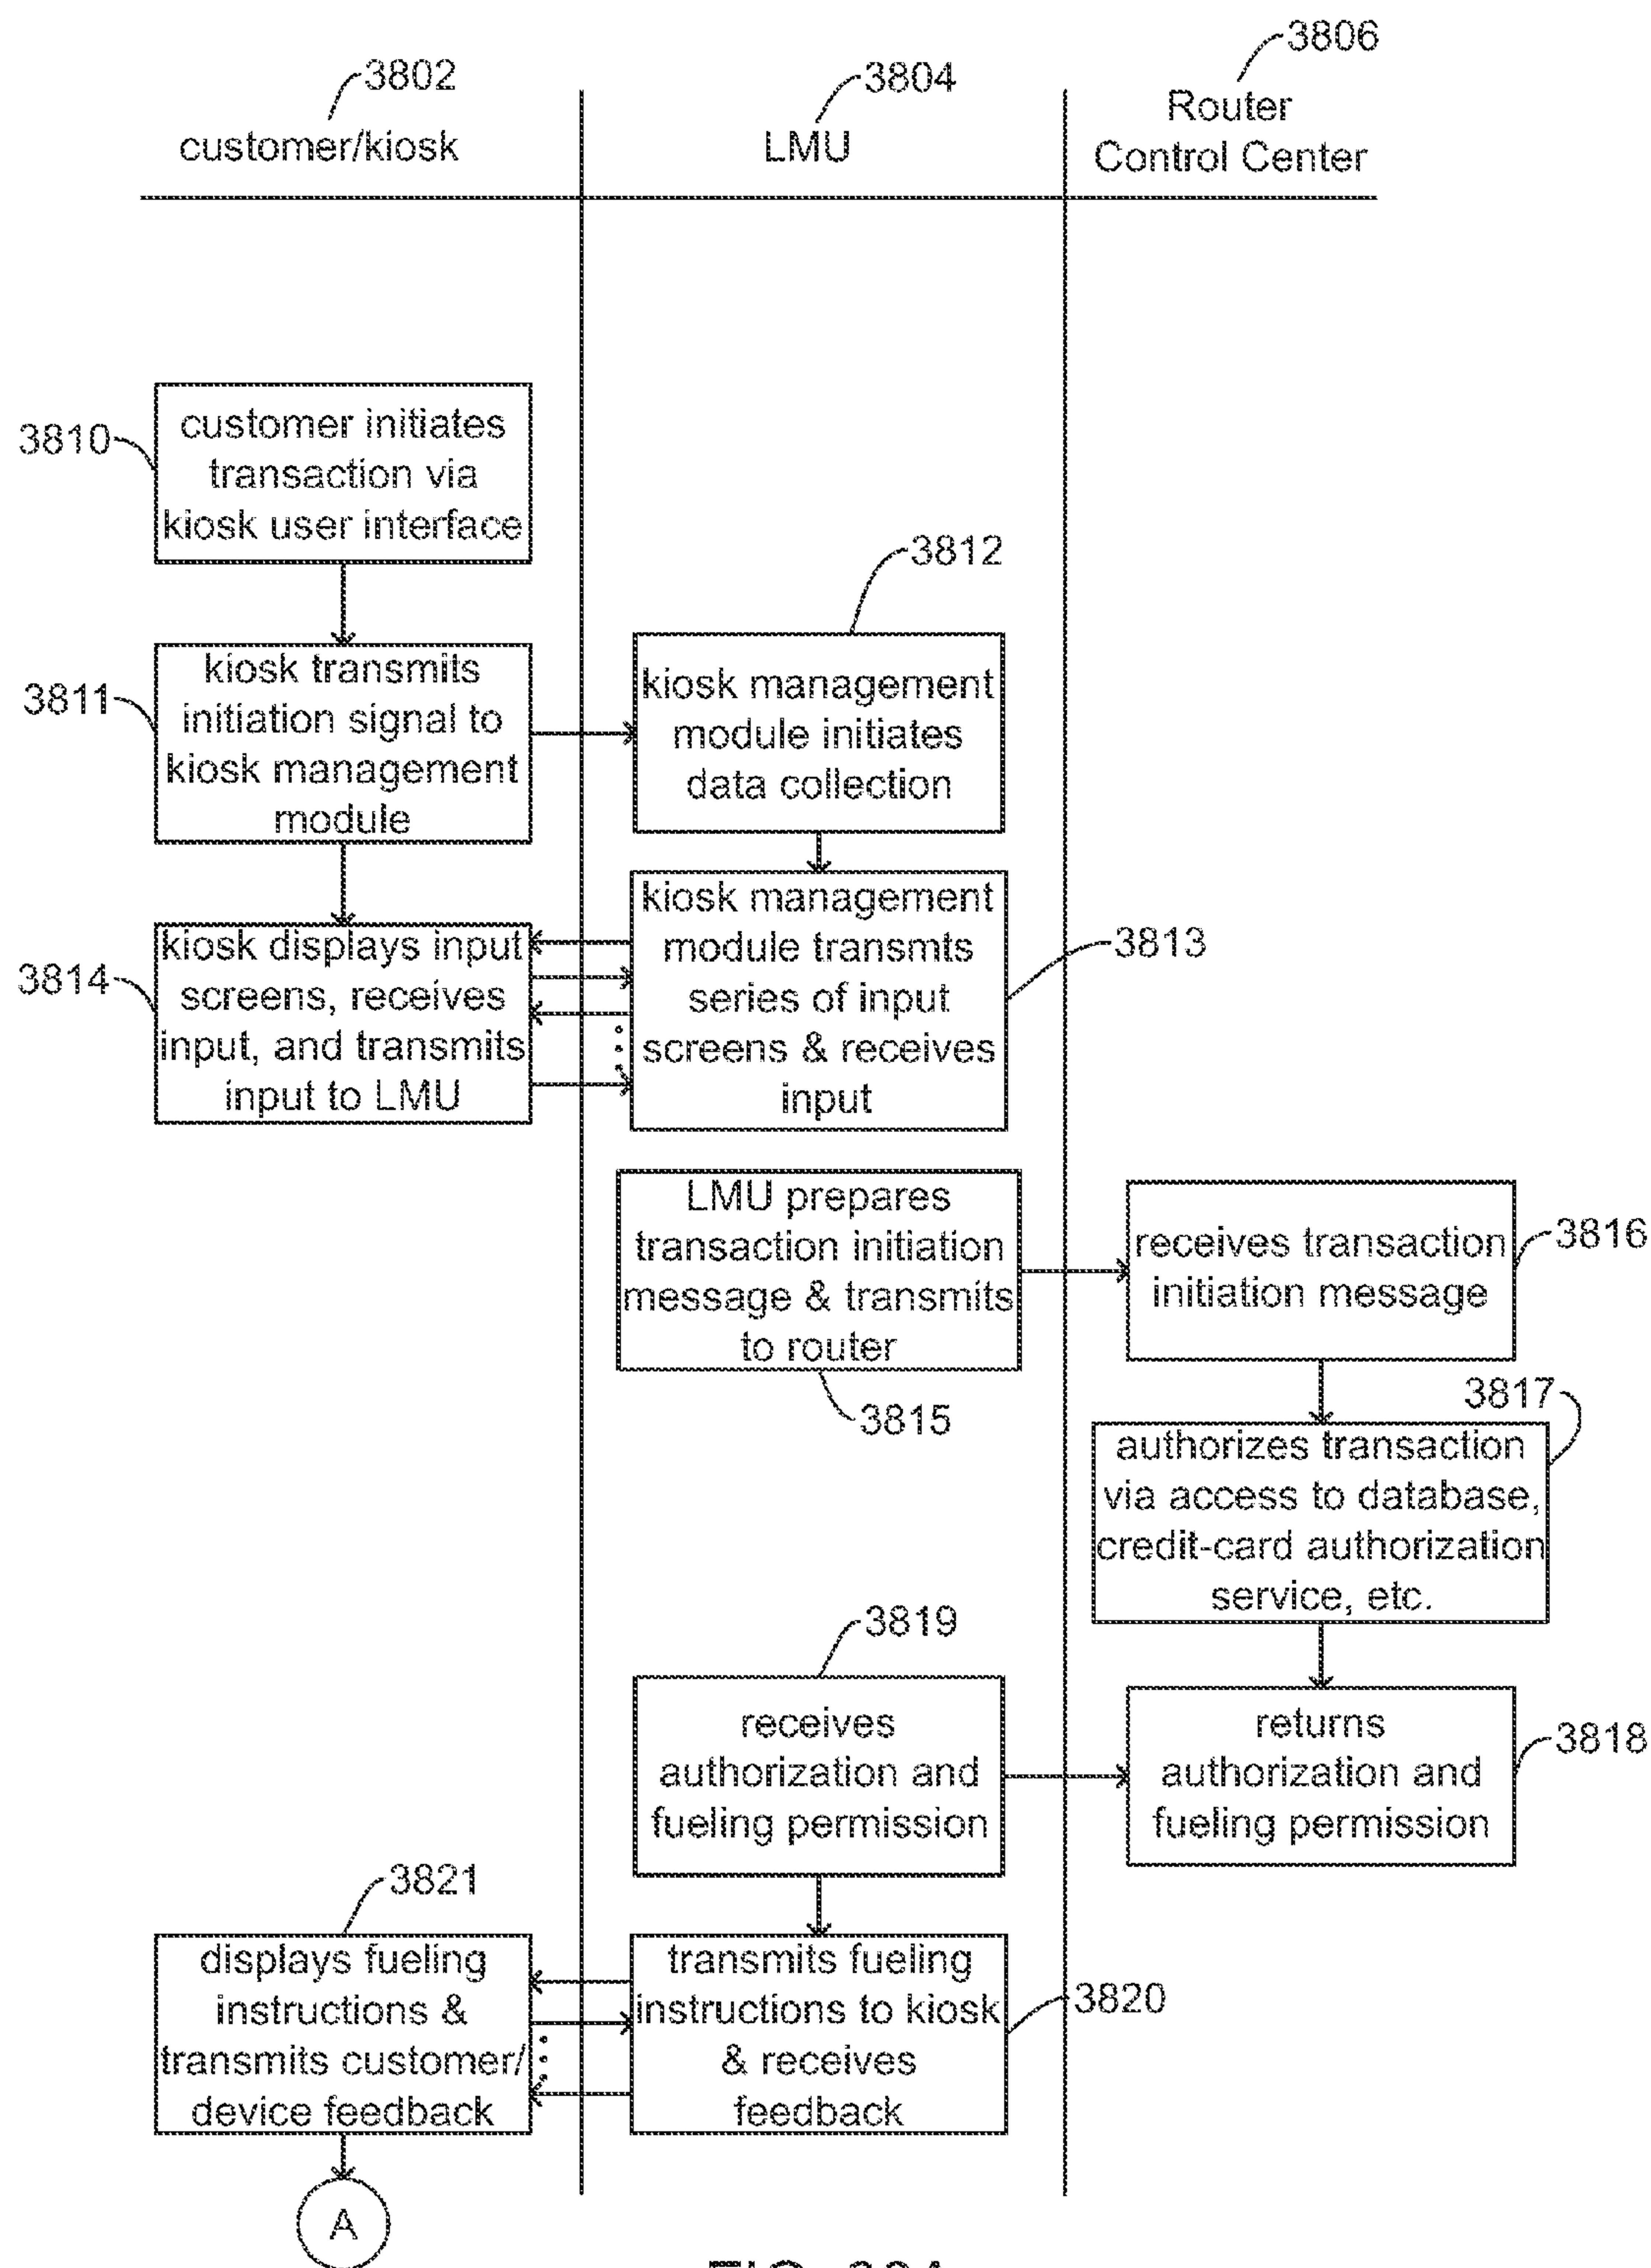 3802
3804
3806
customer/kiosk
LMU
Router
Control Center
3810
customer initiates
transaction via
kiosk user interface
3811
kiosk transmits
initiation signal to
kiosk management
module
3812
kiosk management
module initiates
data collection
3814
kiosk displays input
screens, receives
input, and transmits
input to LMU
kiosk management
module transmts
series of input
screens & receives
input
3813
LMU prepares
transaction initiation
message & transmits
to router
3815
receives transaction
initiation message
3816
3817
authorizes transaction
via access to database,
credit-card authorization
service, etc.
3819
receives
authorization and
fueling permission
returns
authorization and
fueling permission
3818
3821
displays fueling
instructions &
transmits customer/
device feedback
transmits fueling
instructions to kiosk
& receives
feedback
3820
A